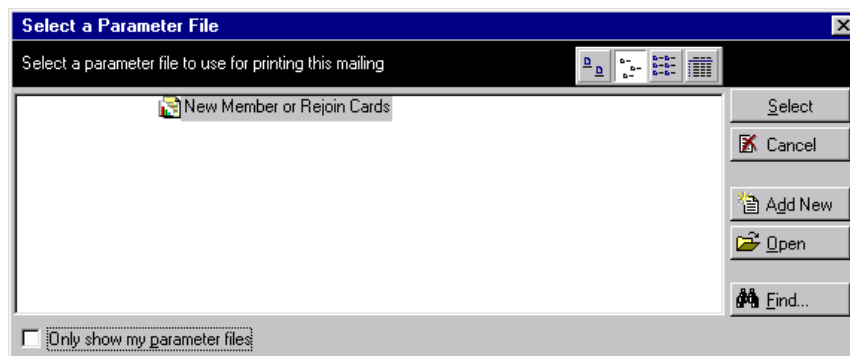 Select a Parameter File
Select a parameter file to use for printing this mailing
New Member or Rejoin Cards
Select
Cancel
Add New
Open
Find...
Only show my parameter files